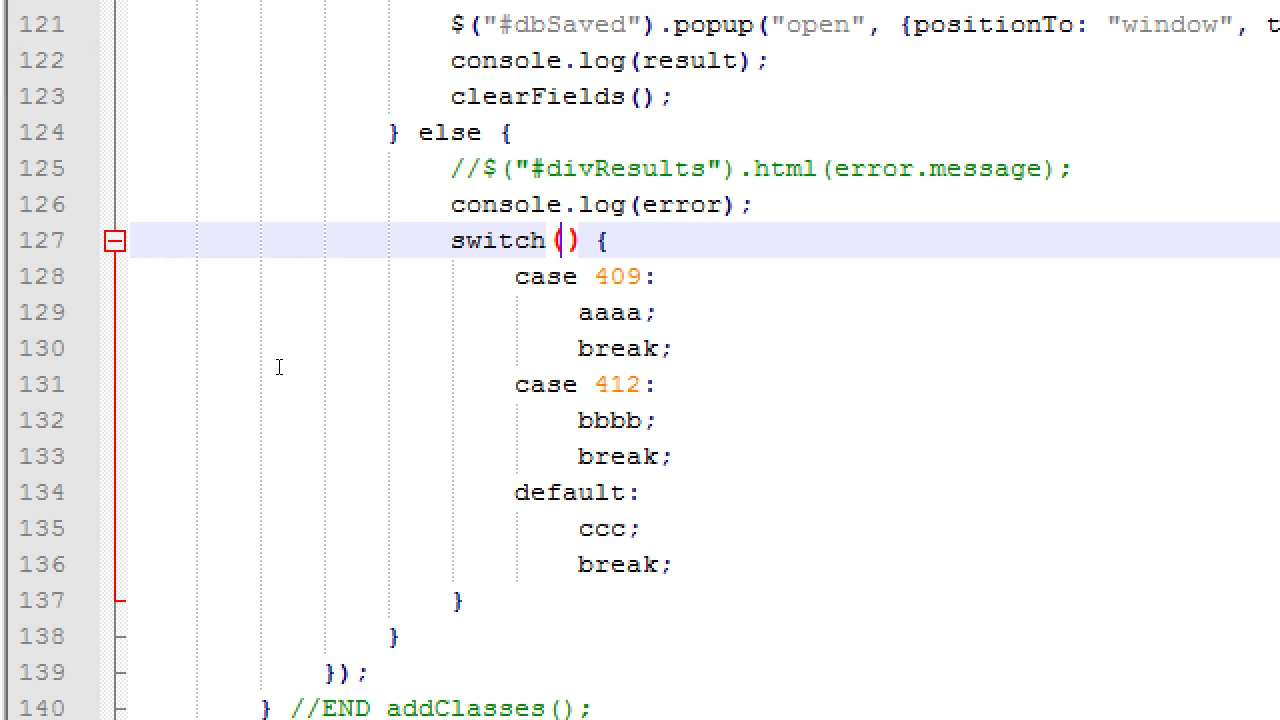 121 $("#dbSaved").popup("open", {positionTo: "window", t
122 console.log(result);
123 clearFields();
124 } else {
125 //$("#divResults").html(error.message);
126 console.log(error);
127 switch() {
128 case 409:
129 aaaa;
130 break;
131 case 412:
132 bbbb;
133 break;
134 default:
135 ccc;
136 break;
137 }
138 }
139 });
140 } //END addClasses();